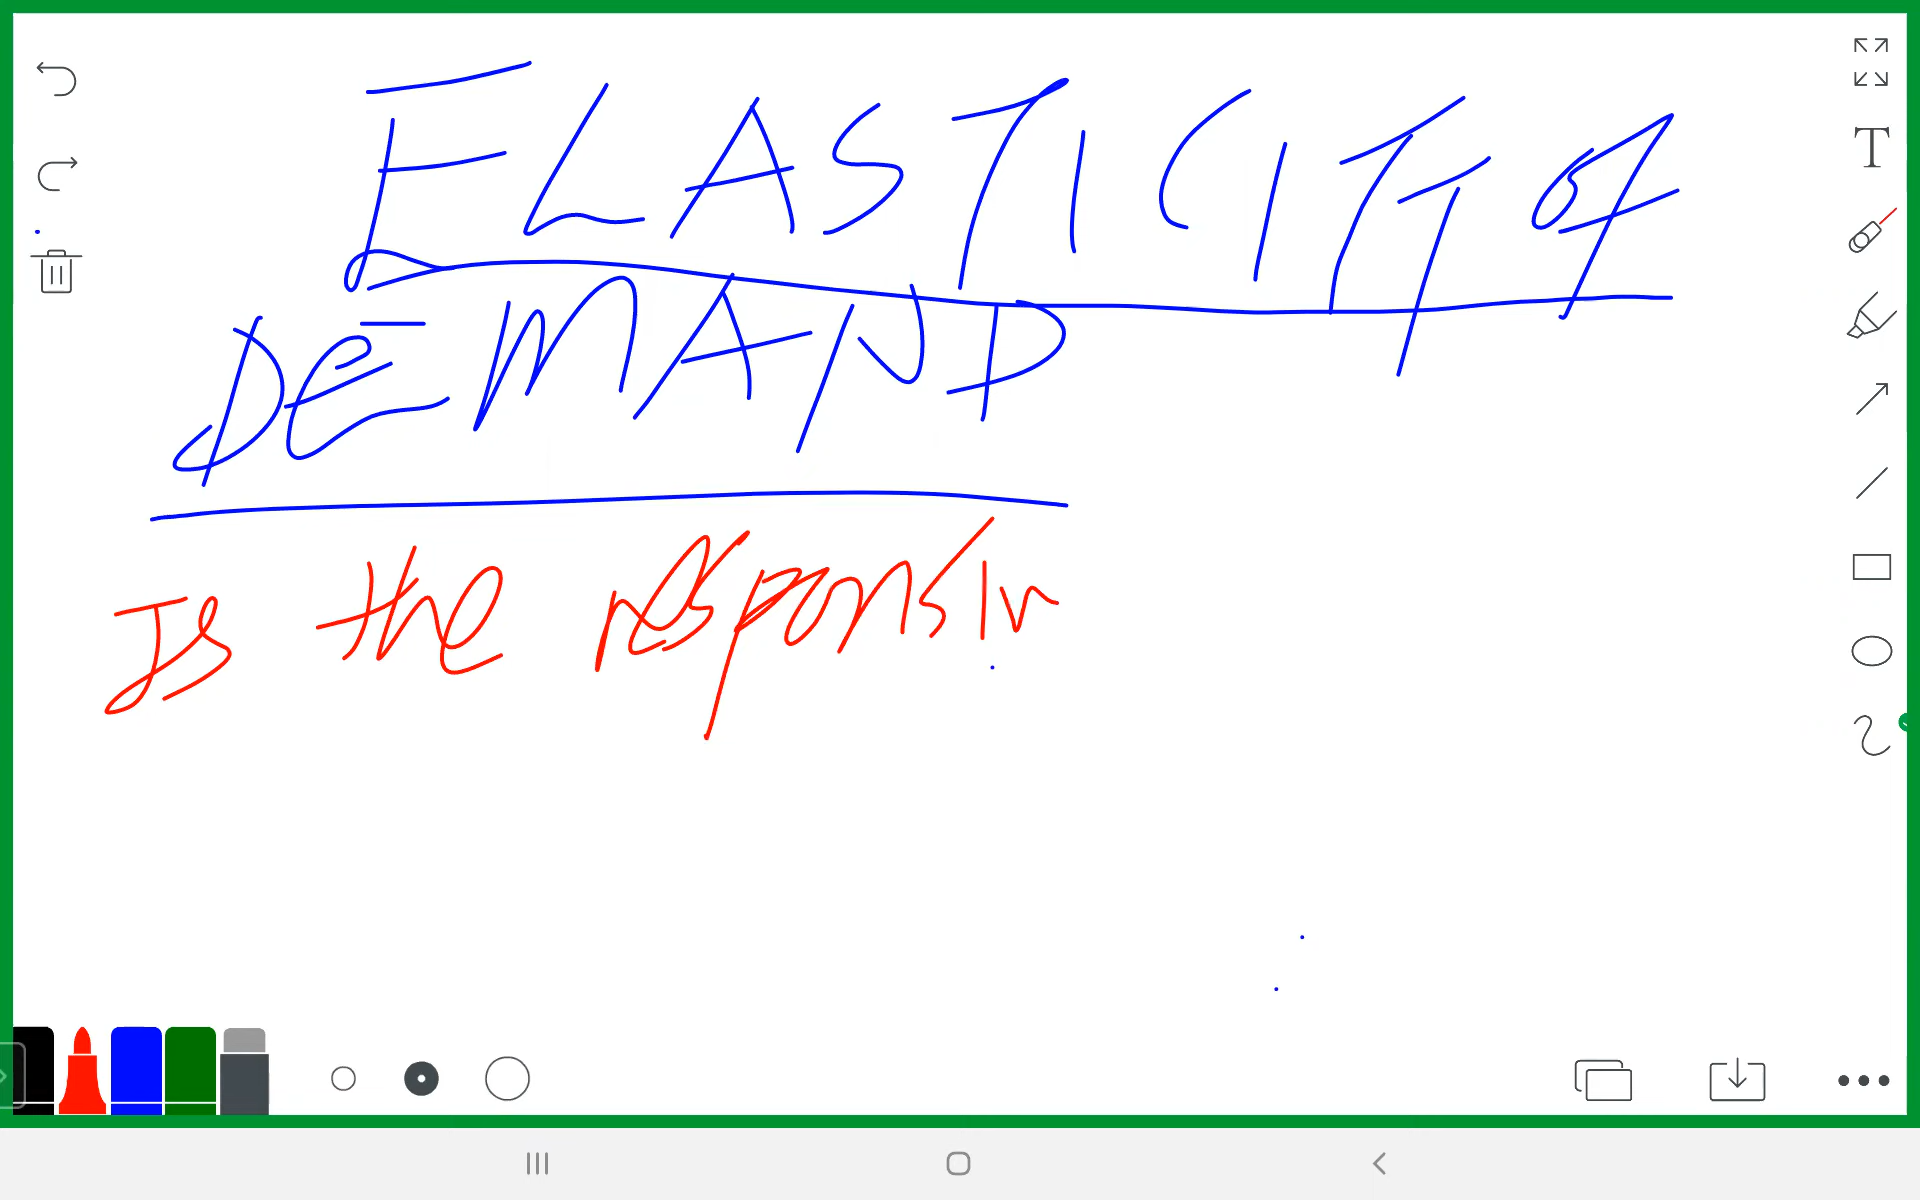 ELASTICITY of
DEMAND
Is the responsiv
T